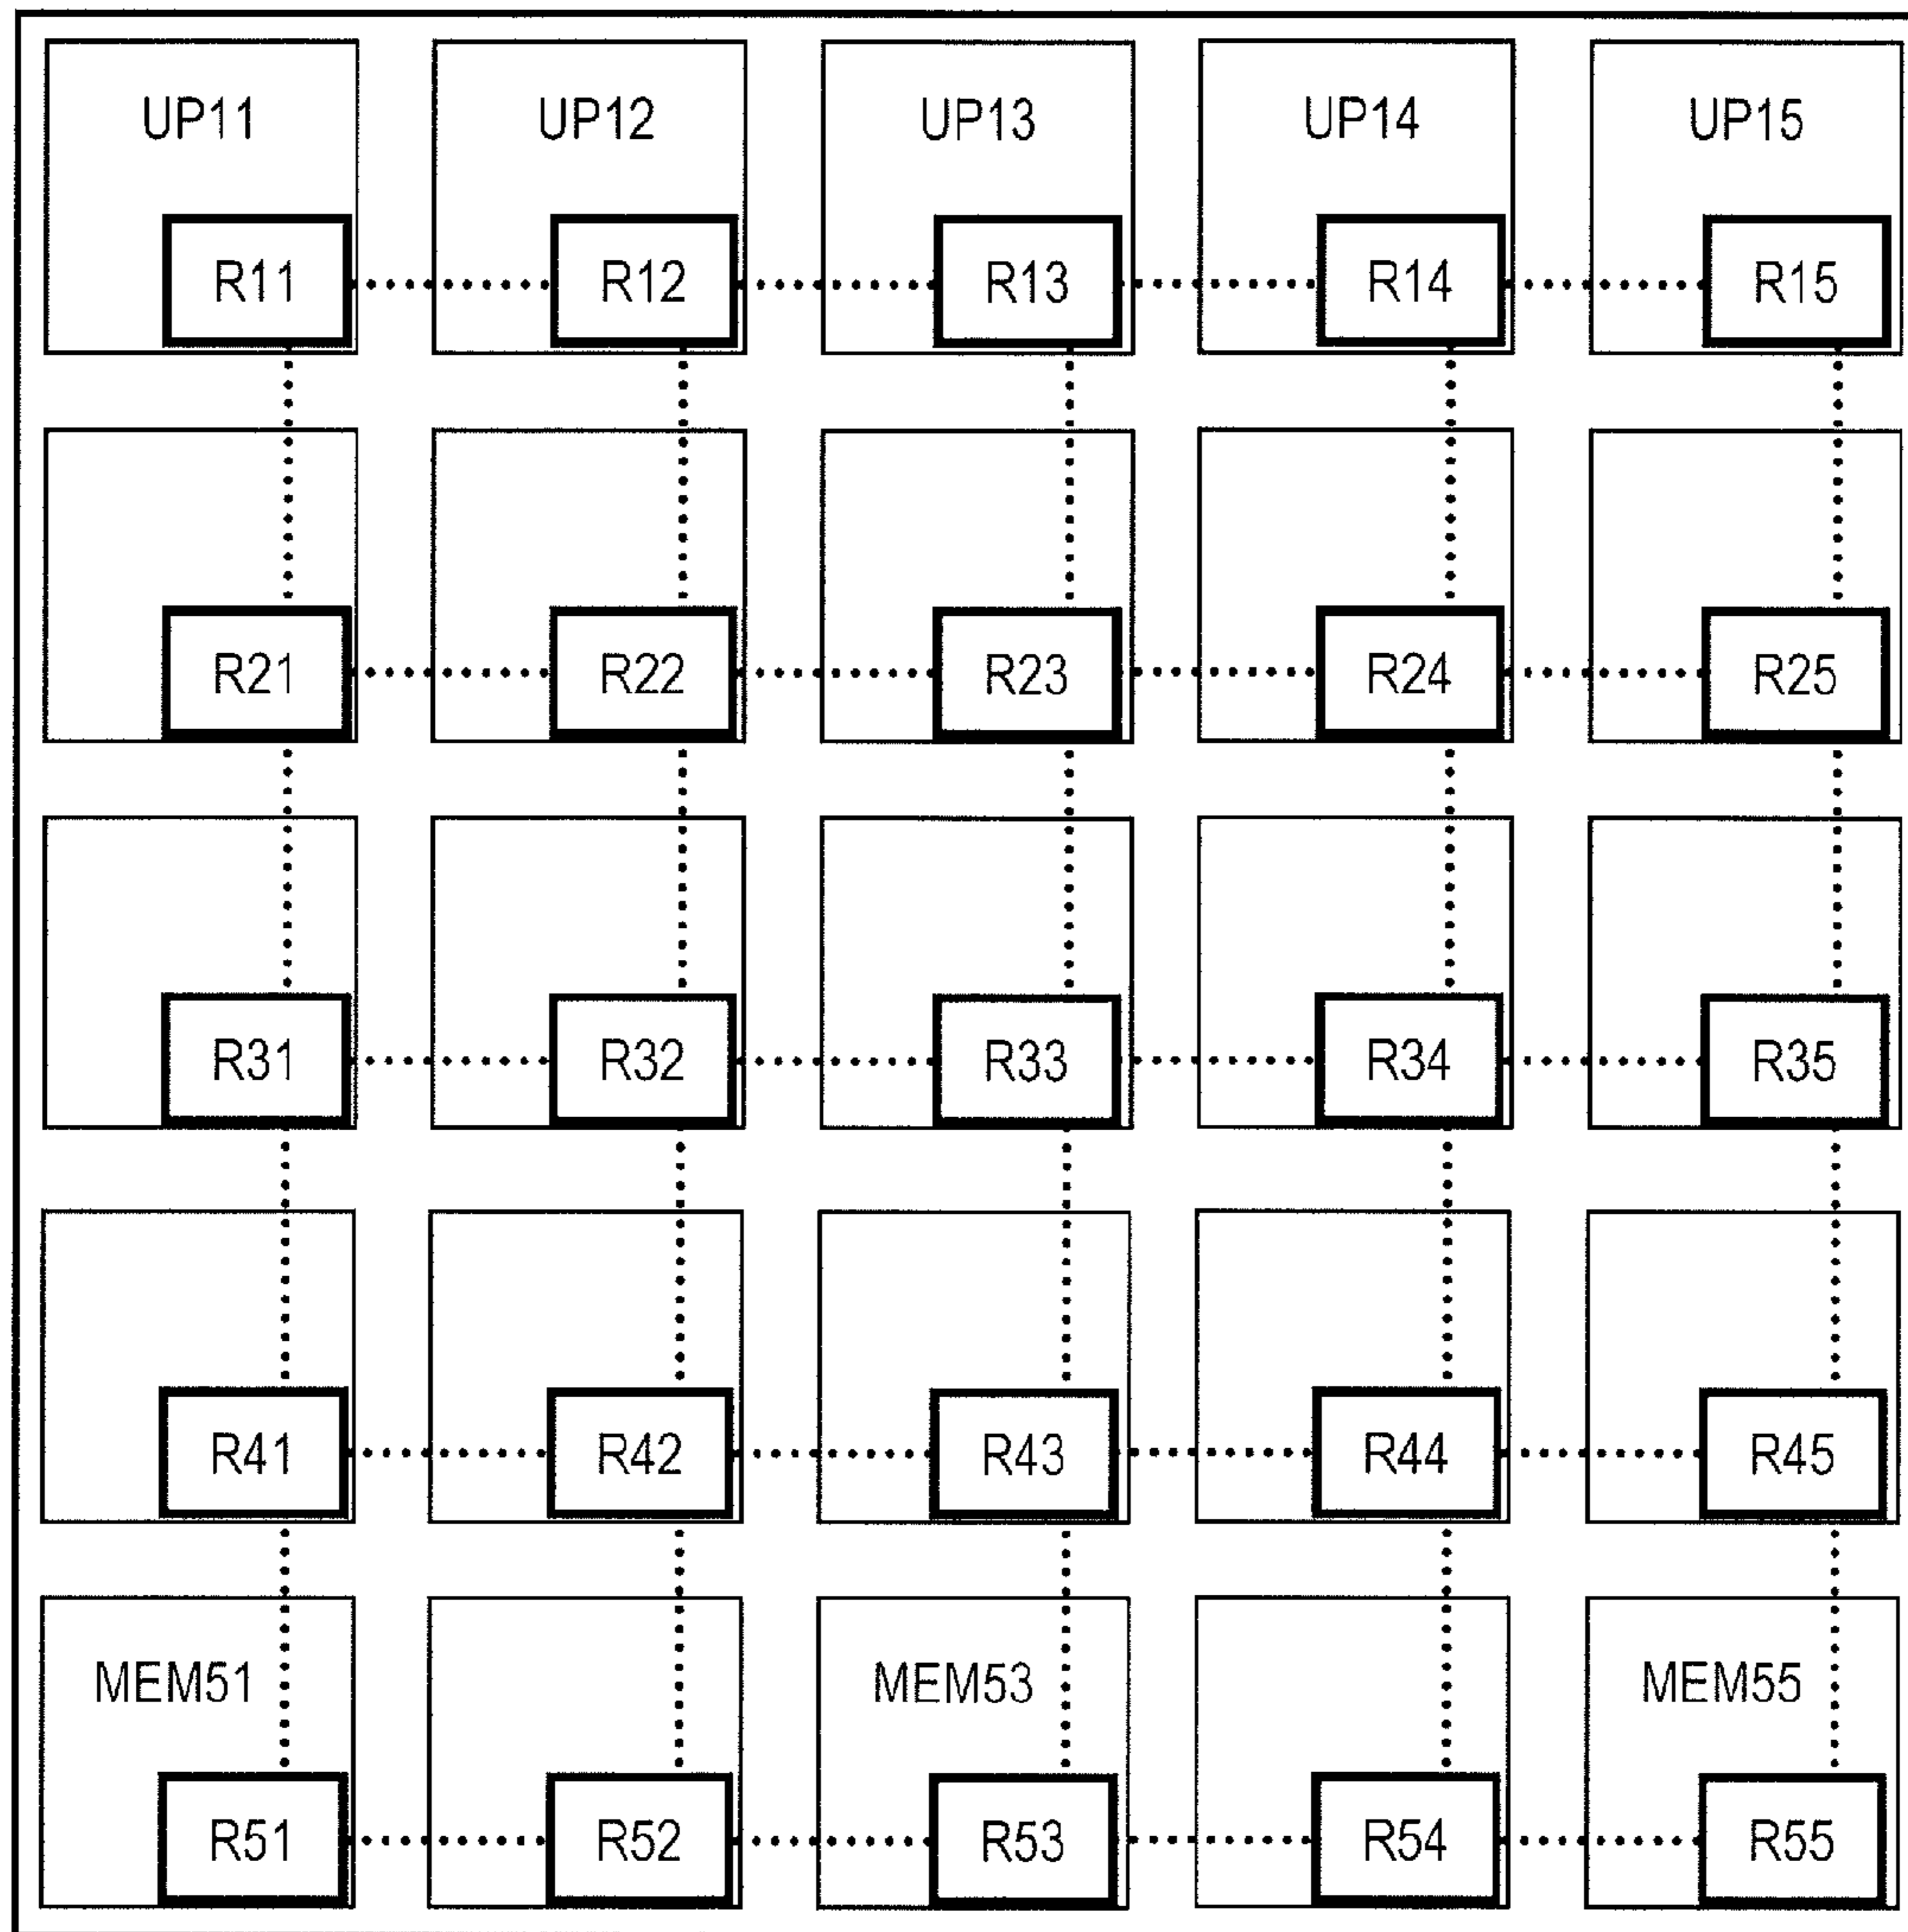 UP11 UP12 UP13 UP14 UP15
R11 R12 R13 R14 R15
R21 R22 R23 R24 R25
R31 R32 R33 R34 R35
R41 R42 R43 R44 R45
MEM51 MEM53 MEM55
R51 R52 R53 R54 R55